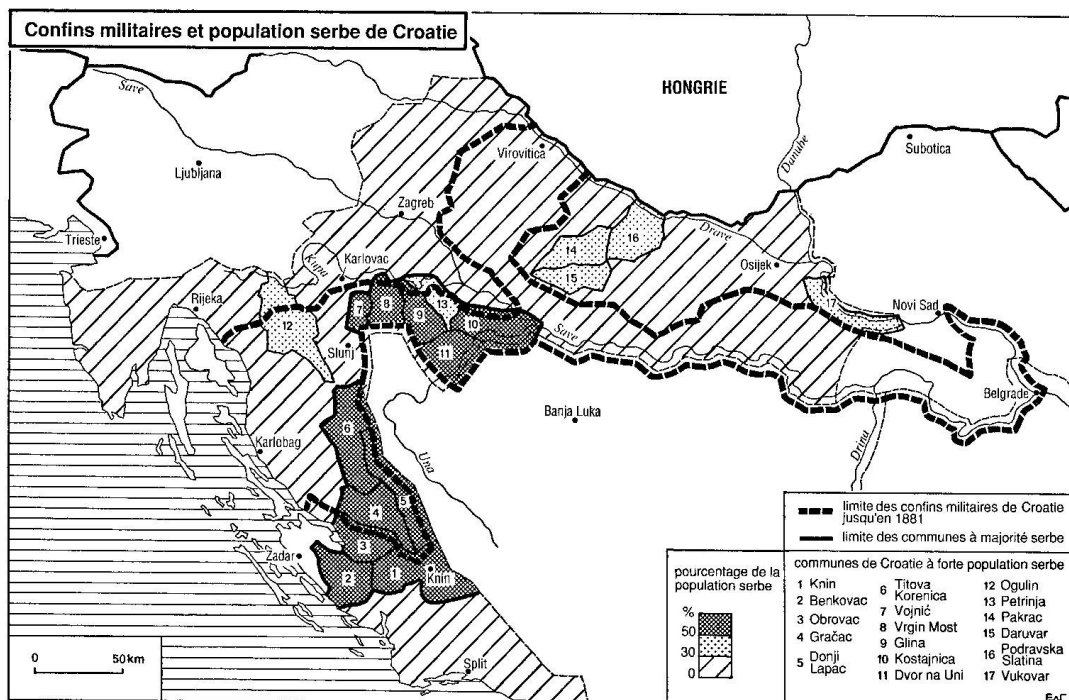 Confins militaires et population serbe de Croatie
HONGRIE
Save
Danube
Subotica
Virovitica
Ljubljana
Zagreb
Drave
Trieste
Kupa
Karlovac
Osijek
Rijeka
Novi Sad
Slunj
Save
Belgrade
Banja Luka
Karlobag
Una
Drina
Zadar
Knin
Split
16
14
15
17
13
7
8
9
10
12
11
6
5
4
3
2
1
0 50 km
pourcentage de la
population serbe
%
50
30
0
limite des confins militaires de Croatie
jusqu'en 1881
limite des communes à majorité serbe
communes de Croatie à forte population serbe
1 Knin
2 Benkovac
3 Obrovac
4 Gračac
5 Donji
Lapac
6 Titova
Korenica
7 Vojnić
8 Vrgin Most
9 Glina
10 Kostajnica
11 Dvor na Uni
12 Ogulin
13 Petrinja
14 Pakrac
15 Daruvar
16 Podravska
Slatina
17 Vukovar